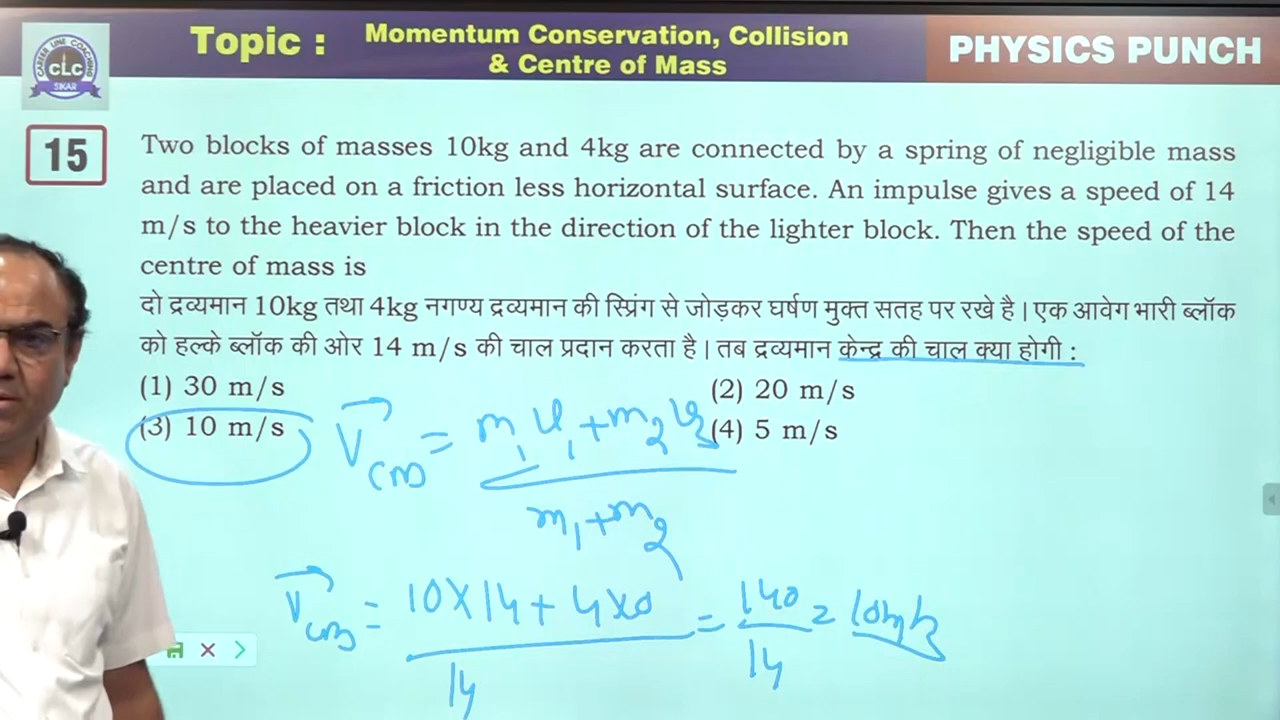 Topic :
Momentum Conservation, Collision
& Centre of Mass
PHYSICS PUNCH
CAREER LINE COACHING
CLC
SIKAR
15
Two blocks of masses 10kg and 4kg are connected by a spring of negligible mass
and are placed on a friction less horizontal surface. An impulse gives a speed of 14
m/s to the heavier block in the direction of the lighter block. Then the speed of the
centre of mass is
दो द्रव्यमान 10kg तथा 4kg नगण्य द्रव्यमान की स्प्रिंग से जोड़कर घर्षण मुक्त सतह पर रखे है। एक आवेग भारी ब्लॉक
को हल्के ब्लॉक की ओर 14 m/s की चाल प्रदान करता है। तब द्रव्यमान केन्द्र की चाल क्या होगी :
(1) 30 m/s (2) 20 m/s
(3) 10 m/s (4) 5 m/s
V⃗cm = m₁v₁+m₂v₂
m₁+m₂
V⃗cm = 10×14+4×0 = 140 = 10m/s
14 14